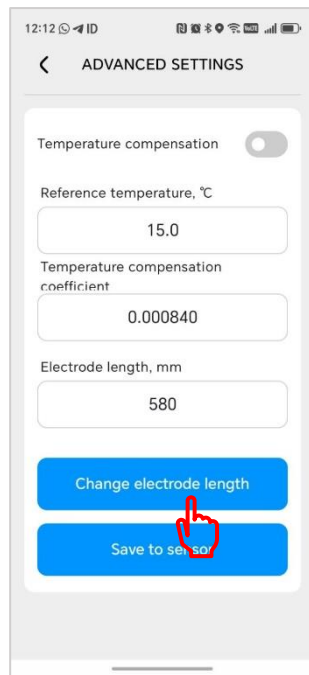 12:12 ID
ADVANCED SETTINGS
Temperature compensation
Reference temperature, ℃
15.0
Temperature compensation
coefficient
0.000840
Electrode length, mm
580
Change electrode length
Save to sensor